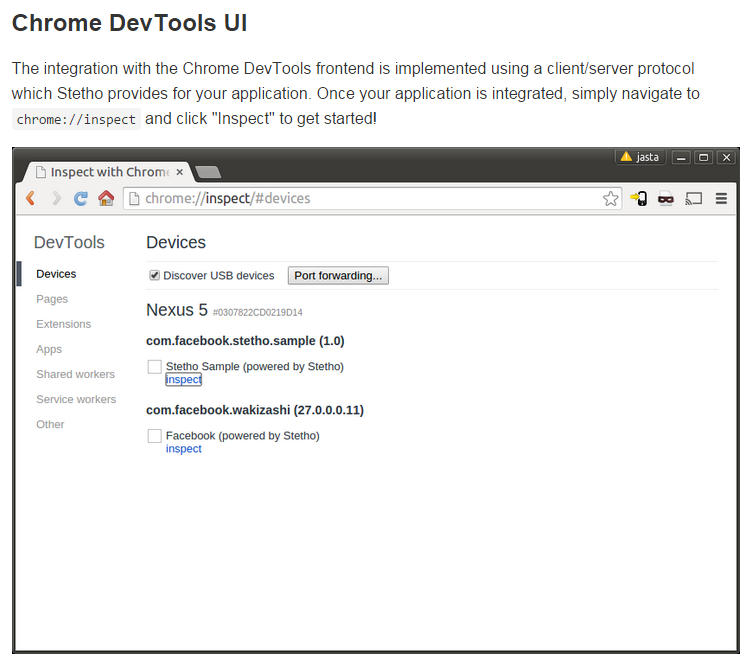 Chrome DevTools UI
The integration with the Chrome DevTools frontend is implemented using a client/server protocol
which Stetho provides for your application. Once your application is integrated, simply navigate to
chrome://inspect and click "Inspect" to get started!
jasta
Inspect with Chrome
chrome://inspect/#devices
DevTools
Devices
Pages
Extensions
Apps
Shared workers
Service workers
Other
Devices
Discover USB devices Port forwarding...
Nexus 5 #0307822CD0219D14
com.facebook.stetho.sample (1.0)
Stetho Sample (powered by Stetho)
inspect
com.facebook.wakizashi (27.0.0.0.11)
Facebook (powered by Stetho)
inspect